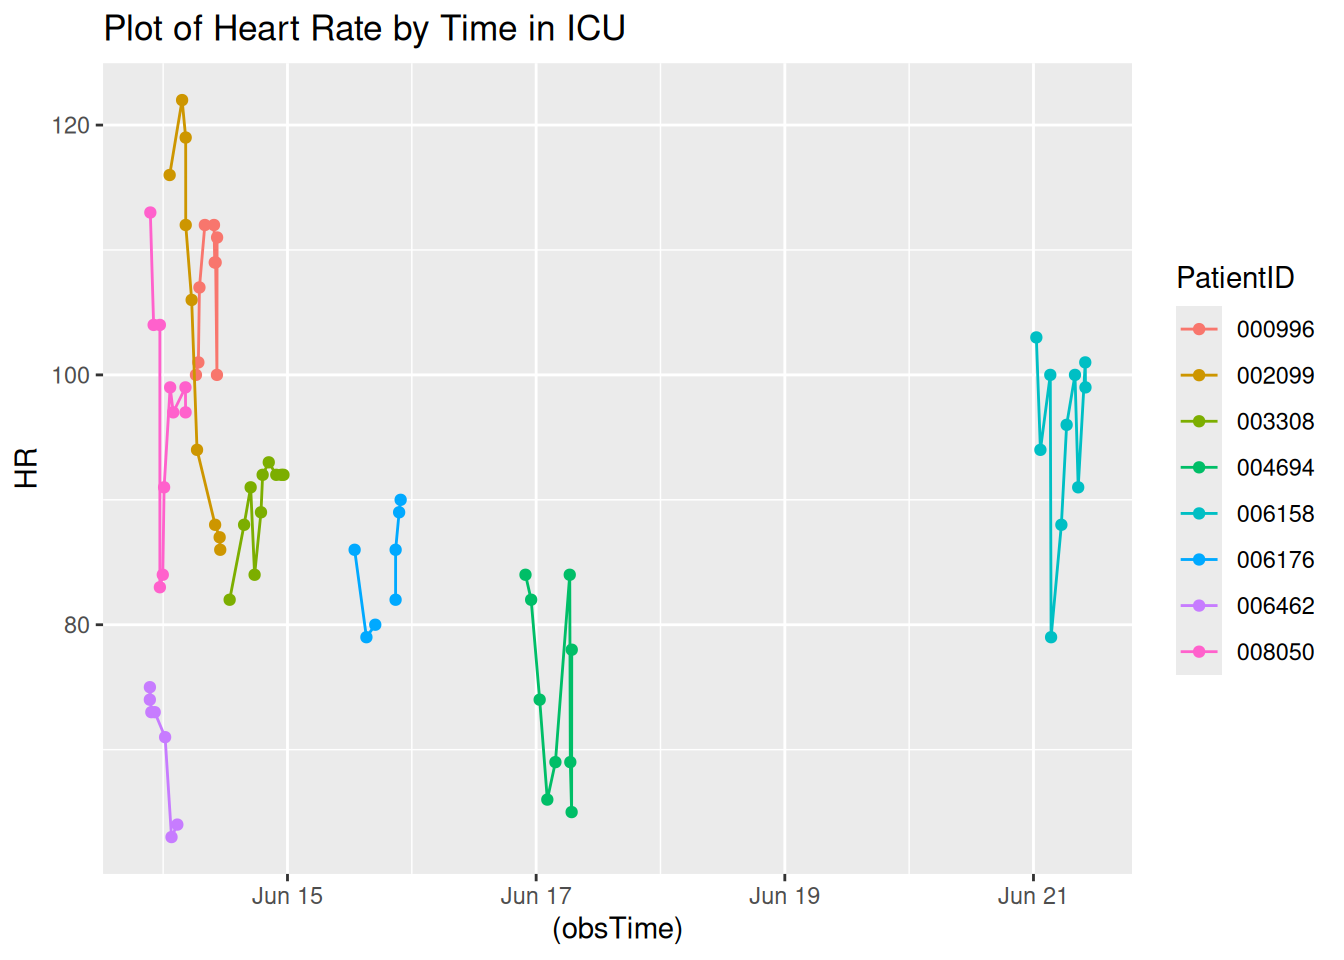 Plot of Heart Rate by Time in ICU
120
100
80
HR
Jun 15
Jun 17
Jun 19
Jun 21
(obsTime)
PatientID
000996
002099
003308
004694
006158
006176
006462
008050